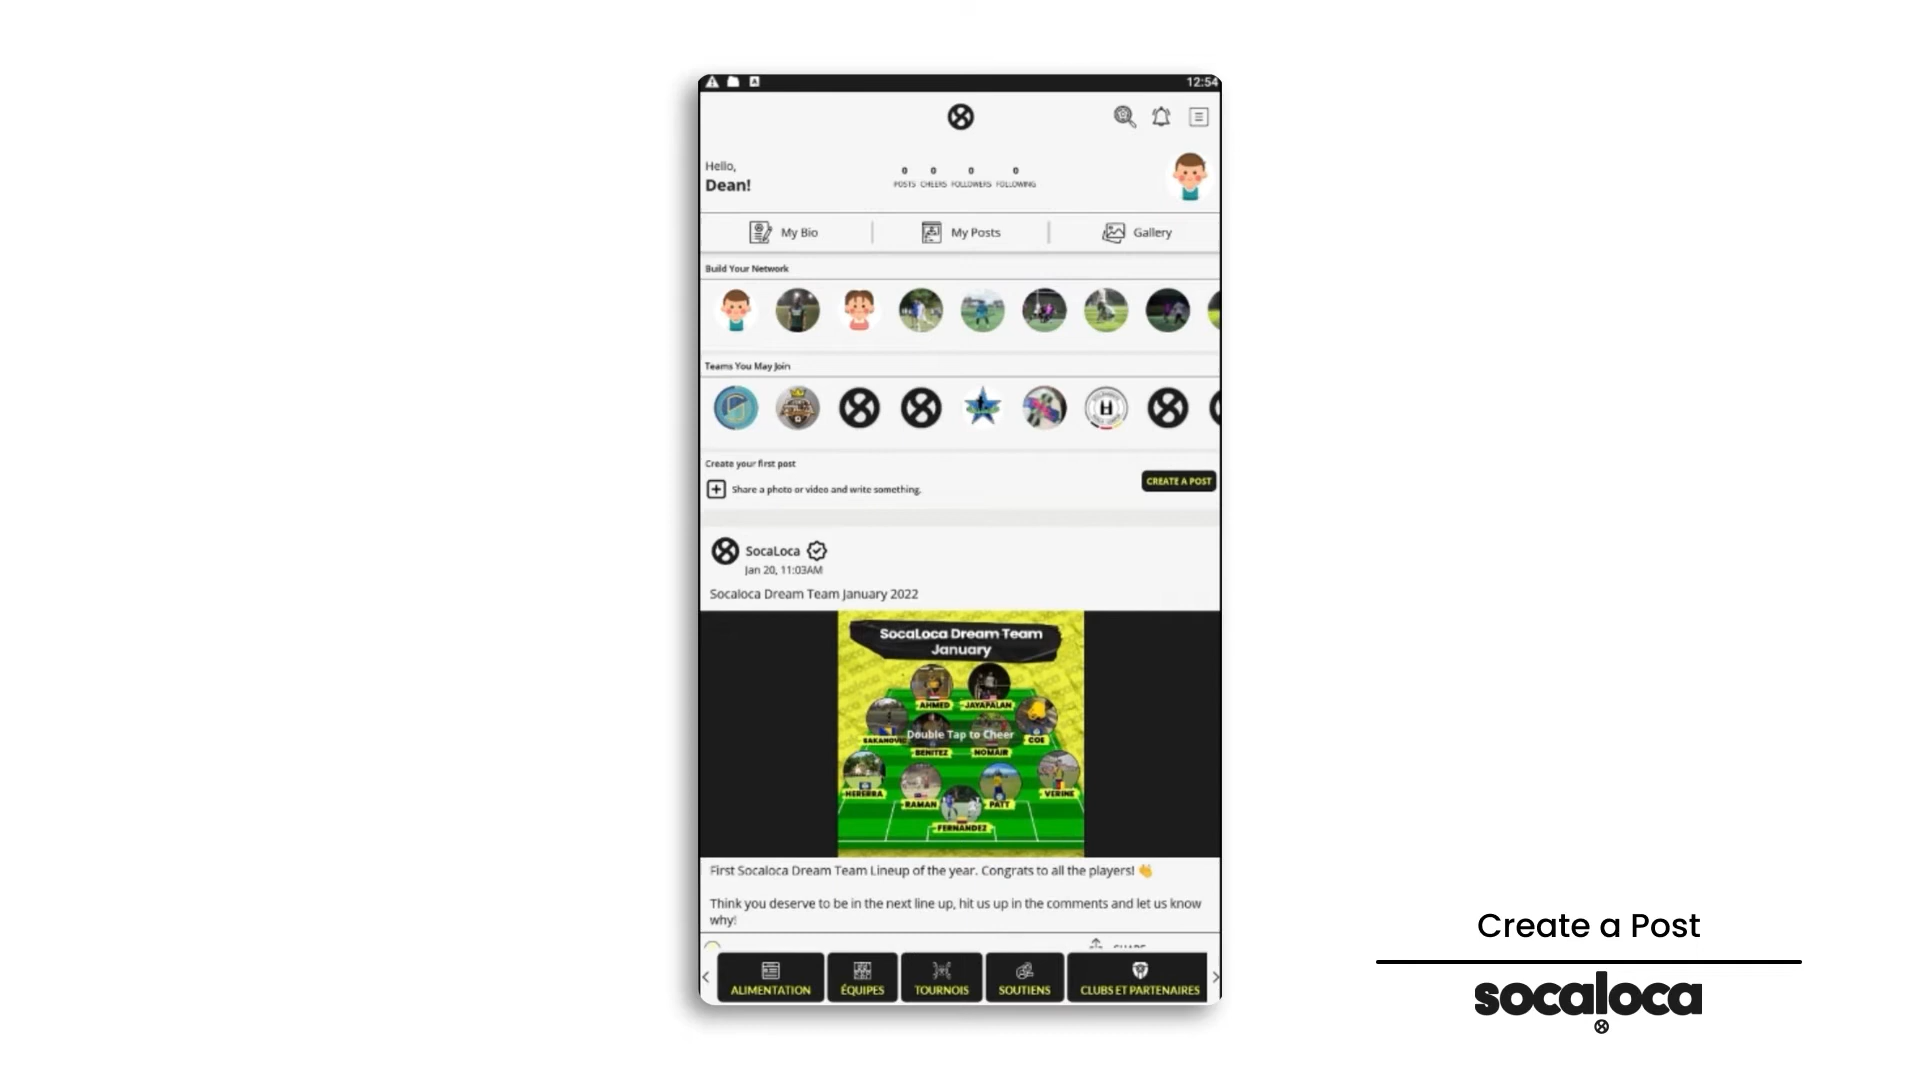 12:54
Hello,
Dean!
0 0 0 0
POSTS CHEERS FOLLOWERS FOLLOWING
My Bio
My Posts
Gallery
Build Your Network
Teams You May Join
Create your first post
Share a photo or video and write something.
CREATE A POST
SocaLoca
Jan 20, 11:03AM
Socaloca Dream Team January 2022
SocaLoca Dream Team
January
AHMED JAYAPALAN
Double Tap to Cheer
BENITEZ NOMAIR COE
HERERRA VERINE
RAMAN PATT
FERNANDEZ
First Socaloca Dream Team Lineup of the year. Congrats to all the players! 👏
Think you deserve to be in the next line up, hit us up in the comments and let us know
why!
ALIMENTATION
ÉQUIPES
TOURNOIS
SOUTIENS
CLUBS ET PARTENAIRES
Create a Post
socaloca